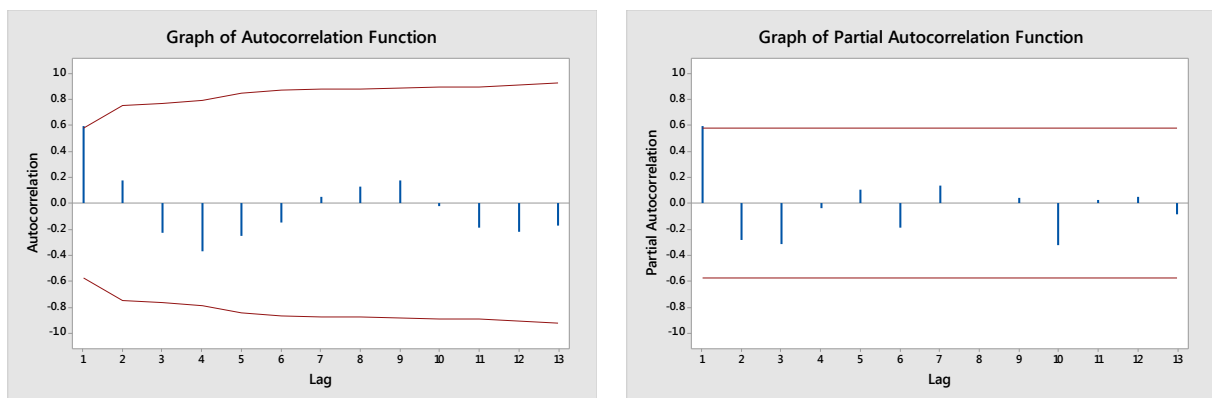 Graph of Autocorrelation Function
1.0
0.8
0.6
0.4
0.2
0.0
-0.2
-0.4
-0.6
-0.8
-1.0
Autocorrelation
1 2 3 4 5 6 7 8 9 10 11 12 13
Lag
Graph of Partial Autocorrelation Function
1.0
0.8
0.6
0.4
0.2
0.0
-0.2
-0.4
-0.6
-0.8
-1.0
Partial Autocorrelation
1 2 3 4 5 6 7 8 9 10 11 12 13
Lag